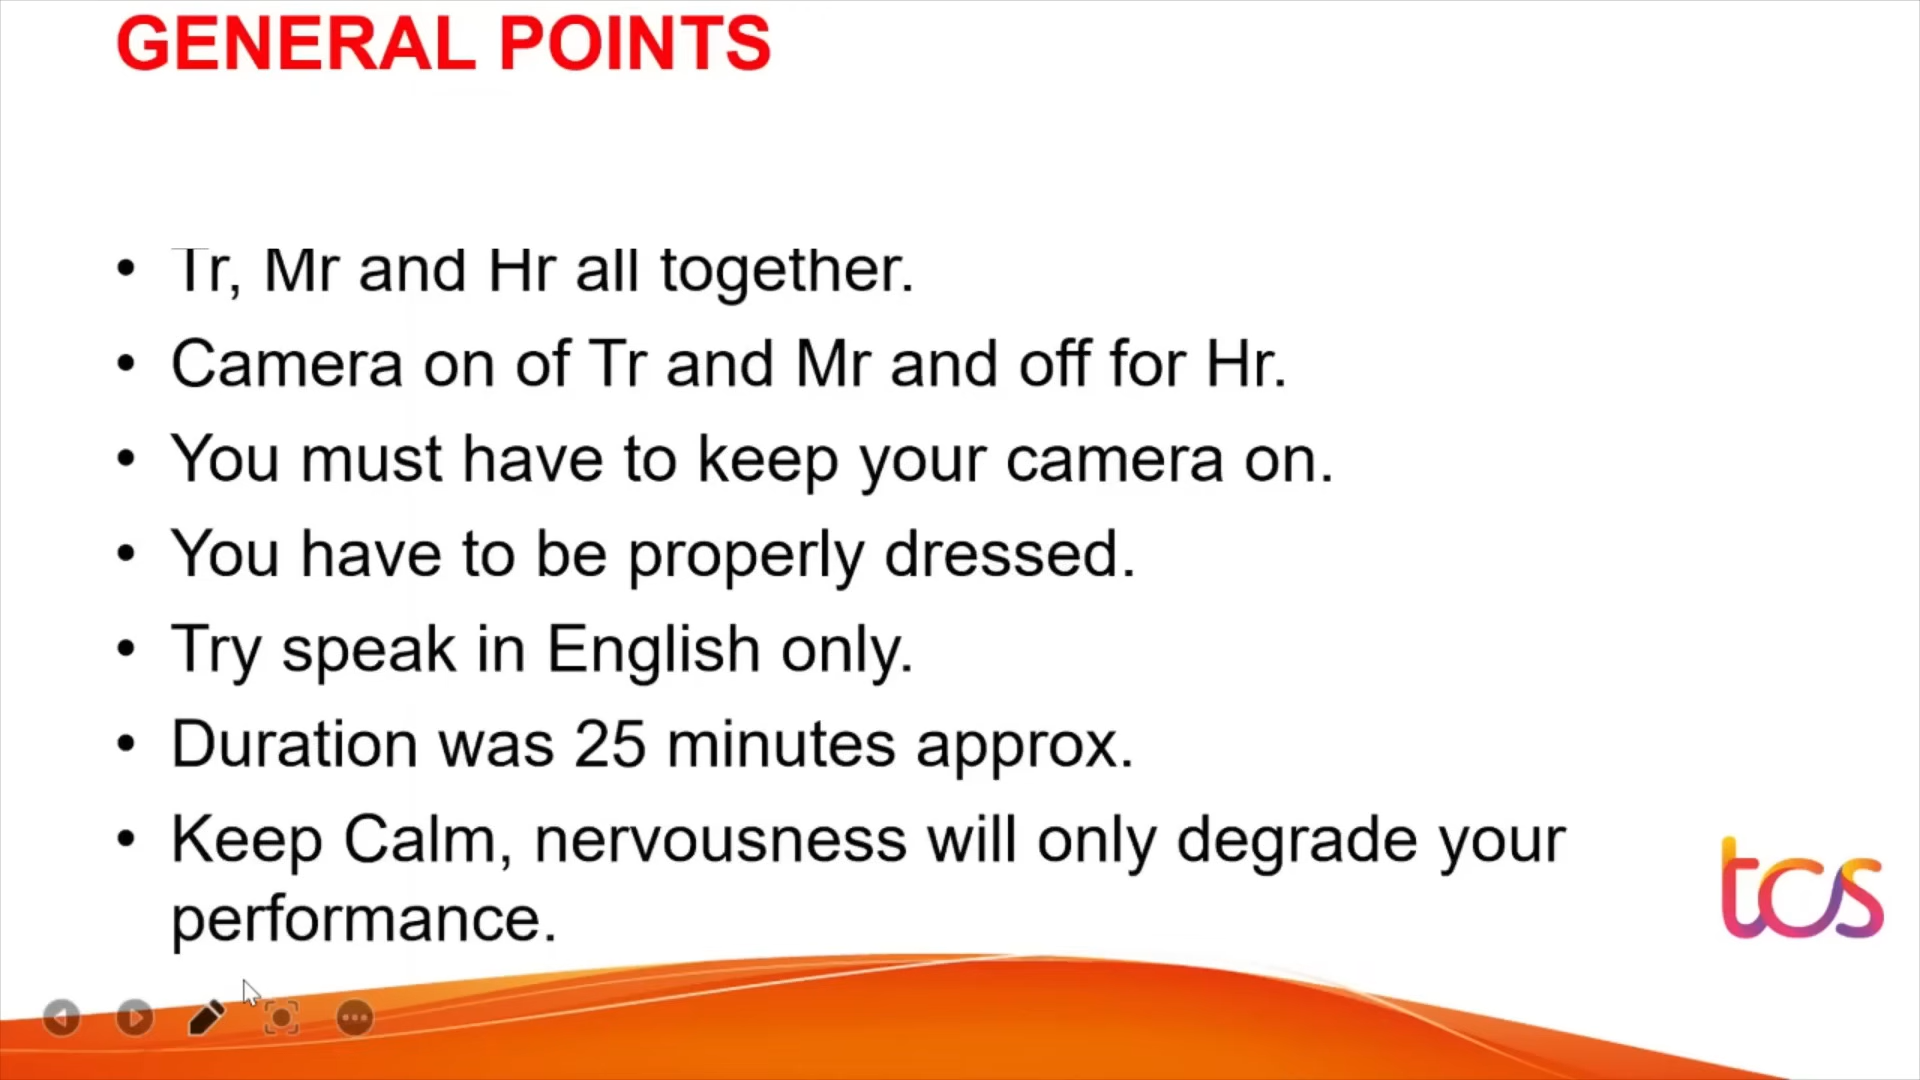 GENERAL POINTS
• Tr, Mr and Hr all together.
• Camera on of Tr and Mr and off for Hr.
• You must have to keep your camera on.
• You have to be properly dressed.
• Try speak in English only.
• Duration was 25 minutes approx.
• Keep Calm, nervousness will only degrade your
performance.
tcs